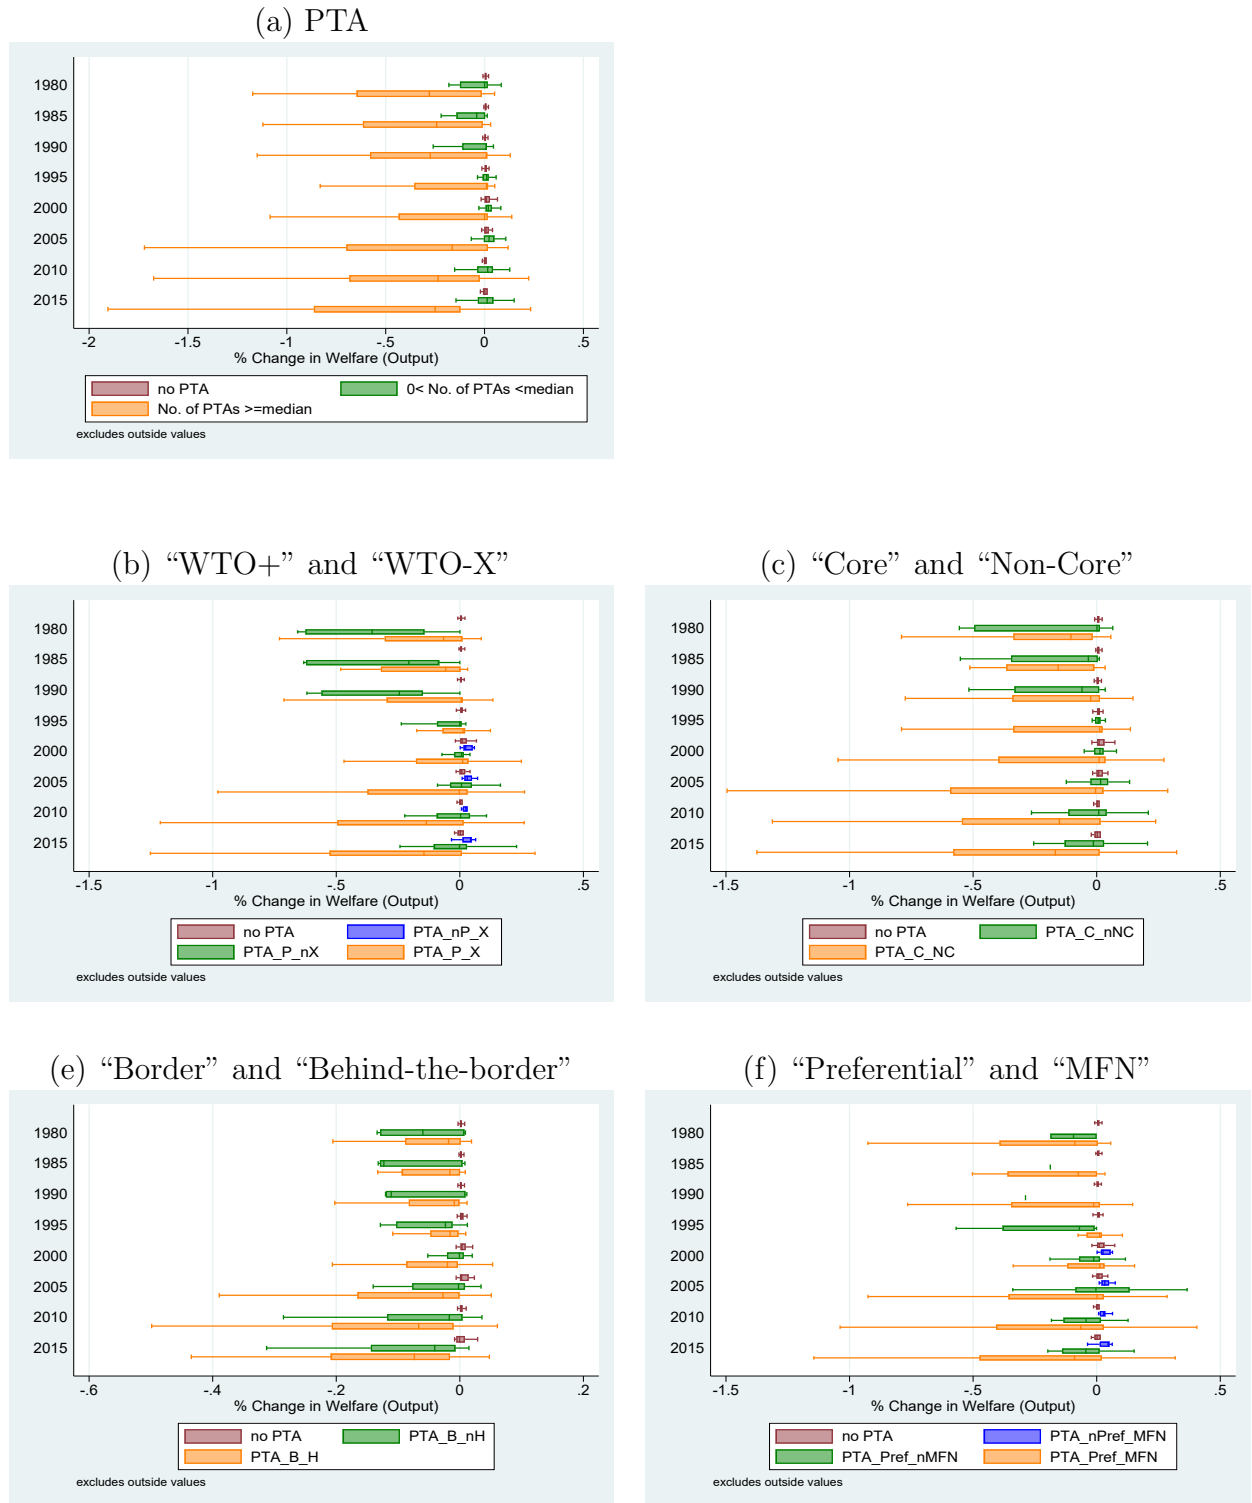 (a) PTA
1980
1985
1990
1995
2000
2005
2010
2015
-2 -1.5 -1 -.5 0 .5
% Change in Welfare (Output)
no PTA 0< No. of PTAs <median
No. of PTAs >=median
excludes outside values
(b) “WTO+” and “WTO-X”
1980
1985
1990
1995
2000
2005
2010
2015
-1.5 -1 -.5 0 .5
% Change in Welfare (Output)
no PTA PTA_nP_X
PTA_P_nX PTA_P_X
excludes outside values
(c) “Core” and “Non-Core”
1980
1985
1990
1995
2000
2005
2010
2015
-1.5 -1 -.5 0 .5
% Change in Welfare (Output)
no PTA PTA_C_nNC
PTA_C_NC
excludes outside values
(e) “Border” and “Behind-the-border”
1980
1985
1990
1995
2000
2005
2010
2015
-.6 -.4 -.2 0 .2
% Change in Welfare (Output)
no PTA PTA_B_nH
PTA_B_H
excludes outside values
(f) “Preferential” and “MFN”
1980
1985
1990
1995
2000
2005
2010
2015
-1.5 -1 -.5 0 .5
% Change in Welfare (Output)
no PTA PTA_nPref_MFN
PTA_Pref_nMFN PTA_Pref_MFN
excludes outside values